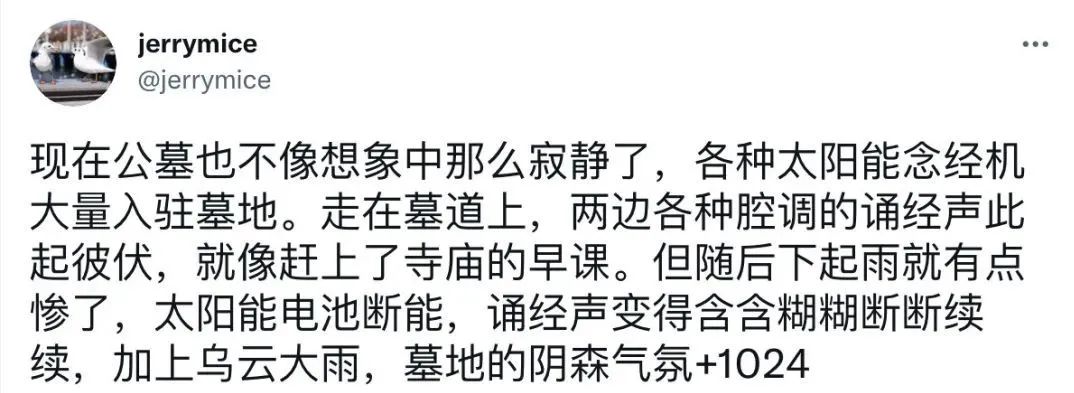 jerrymice
@jerrymice
现在公墓也不像想象中那么寂静了，各种太阳能念经机
大量入驻墓地。走在墓道上，两边各种腔调的诵经声此
起彼伏，就像赶上了寺庙的早课。但随后下起雨就有点
惨了，太阳能电池断能，诵经声变得含含糊糊断断续
续，加上乌云大雨，墓地的阴森气氛+1024